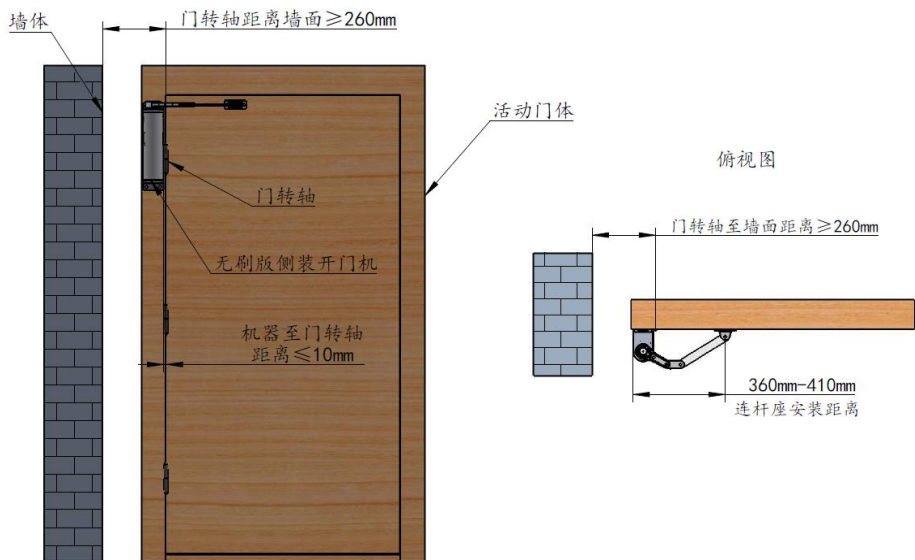 墙体
门转轴距离墙面≥260mm
活动门体
门转轴
无刷版侧装开门机
机器至门转轴
距离≤10mm
俯视图
门转轴至墙面距离≥260mm
360mm-410mm
连杆座安装距离